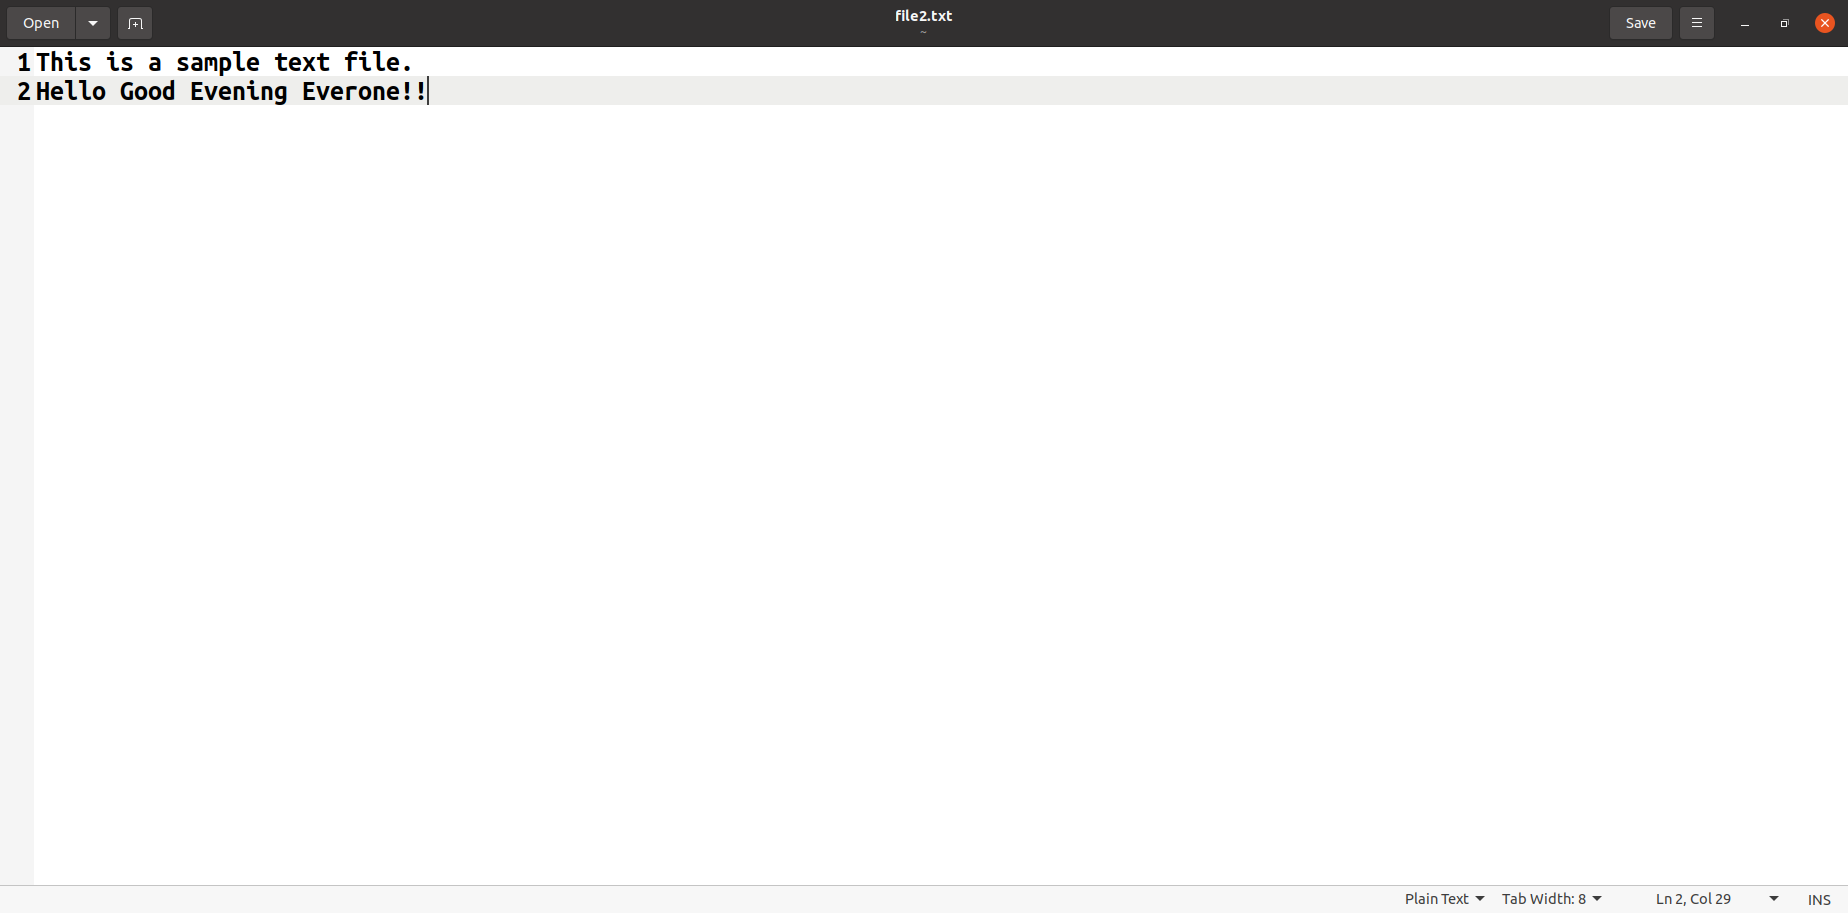 Open
file2.txt
~
Save
1 This is a sample text file.
2 Hello Good Evening Everone!!
Plain Text Tab Width: 8 Ln 2, Col 29 INS